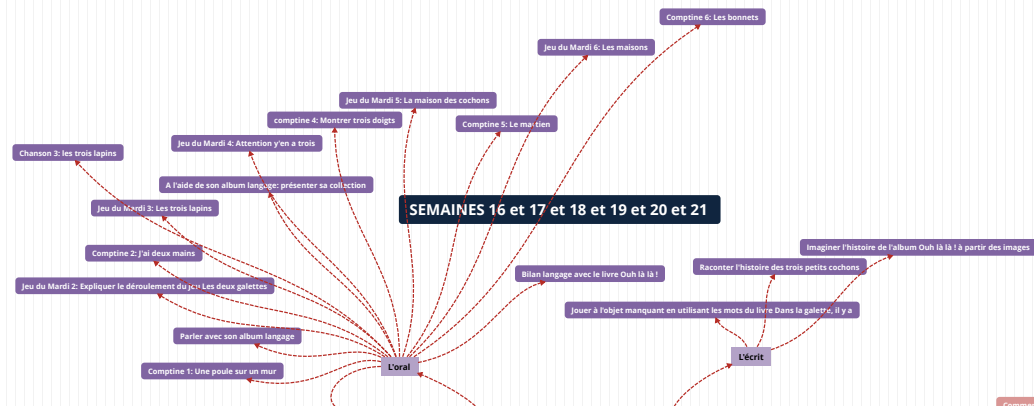 Comptine 6: Les bonnets
Jeu du Mardi 6: Les maisons
Jeu du Mardi 5: La maison des cochons
comptine 4: Montrer trois doigts
Comptine 5: Le martien
Jeu du Mardi 4: Attention y'en a trois
Chanson 3: les trois lapins
A l'aide de son album langage: présenter sa collection
Jeu du Mardi 3: Les trois lapins
SEMAINES 16 et 17 et 18 et 19 et 20 et 21
Imaginer l'histoire de l'album Ouh là là ! à partir des images
Comptine 2: J'ai deux mains
Raconter l'histoire des trois petits cochons
Bilan langage avec le livre Ouh là là !
Jeu du Mardi 2: Expliquer le déroulement du jeu Les deux galettes
Jouer à l'objet manquant en utilisant les mots du livre Dans la galette, il y a
Parler avec son album langage
L'écrit
L'oral
Comptine 1: Une poule sur un mur